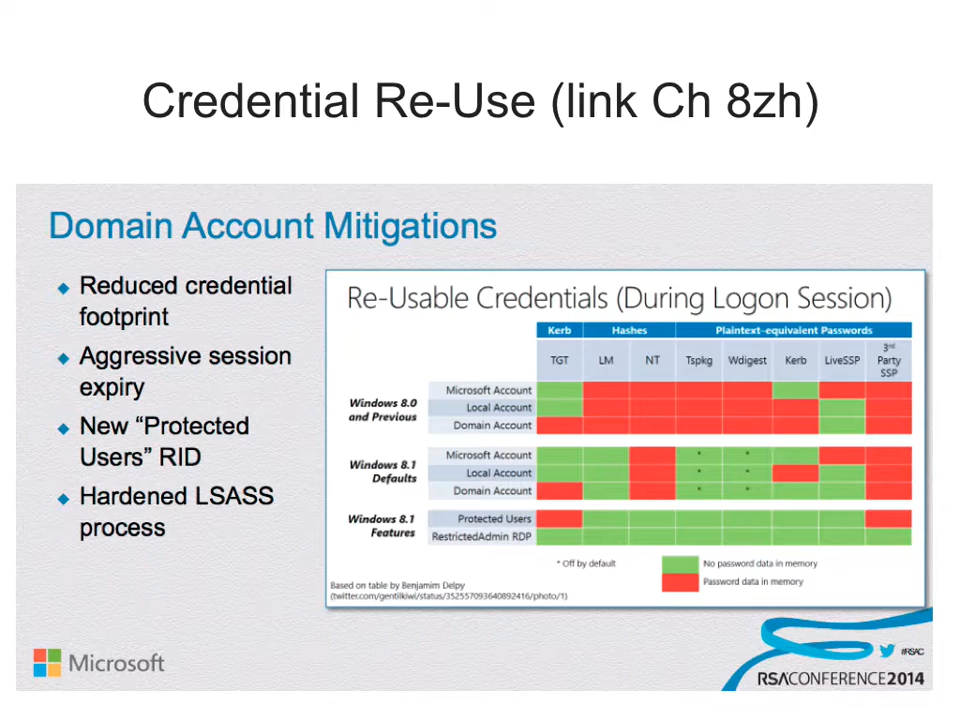 Credential Re-Use (link Ch 8zh)
Domain Account Mitigations
Reduced credential
footprint
Aggressive session
expiry
New “Protected
Users” RID
Hardened LSASS
process
Re-Usable Credentials (During Logon Session)
Kerb Hashes Plaintext-equivalent Passwords
TGT LM NT Tspkg Wdigest Kerb LiveSSP 3rd Party SSP
Windows 8.0
and Previous
Microsoft Account
Local Account
Domain Account
Windows 8.1
Defaults
Microsoft Account * *
Local Account * *
Domain Account * *
Windows 8.1
Features
Protected Users
RestrictedAdmin RDP
* Off by default
No password data in memory
Password data in memory
Based on table by Benjamim Delpy
(twitter.com/gentilkiwi/status/352557093640892416/photo/1)
Microsoft
#RSAC
RSACONFERENCE2014